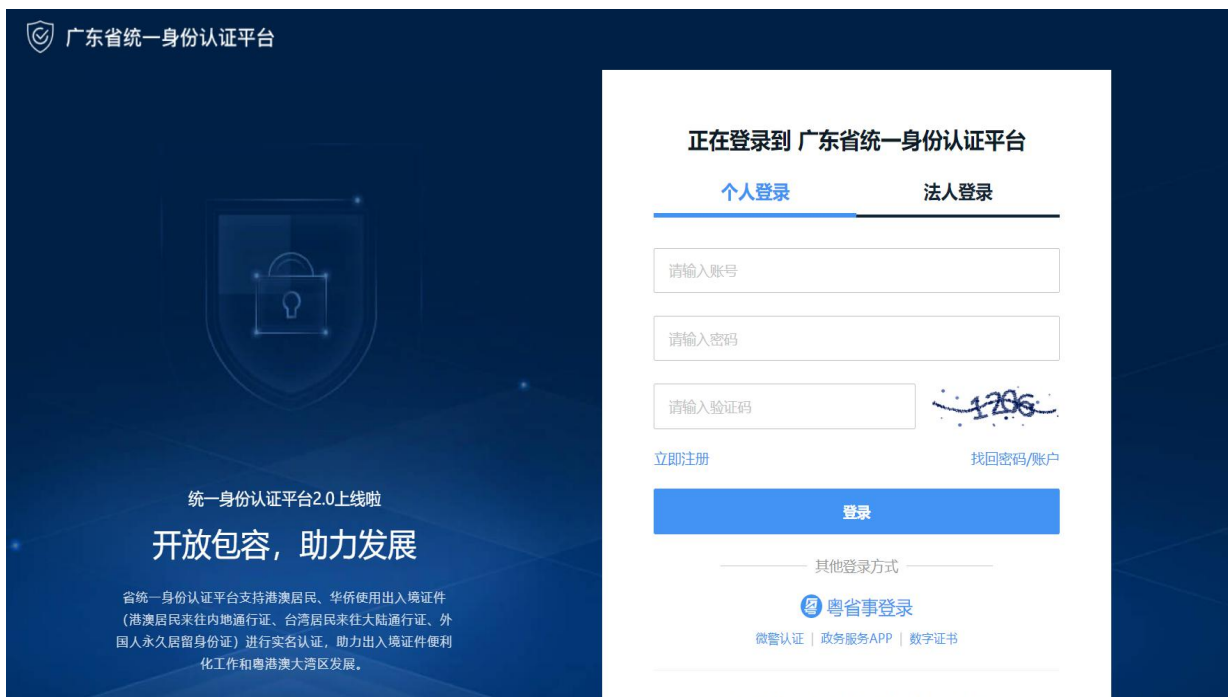 广东省统一身份认证平台
正在登录到 广东省统一身份认证平台
个人登录 法人登录
请输入账号
请输入密码
请输入验证码 1206
立即注册 找回密码/账户
登录
其他登录方式
粤省事登录
微警认证 | 政务服务APP | 数字证书
统一身份认证平台2.0上线啦
开放包容，助力发展
省统一身份认证平台支持港澳居民、华侨使用出入境证件
（港澳居民来往内地通行证、台湾居民来往大陆通行证、外
国人永久居留身份证）进行实名认证，助力出入境证件便利
化工作和粤港澳大湾区发展。